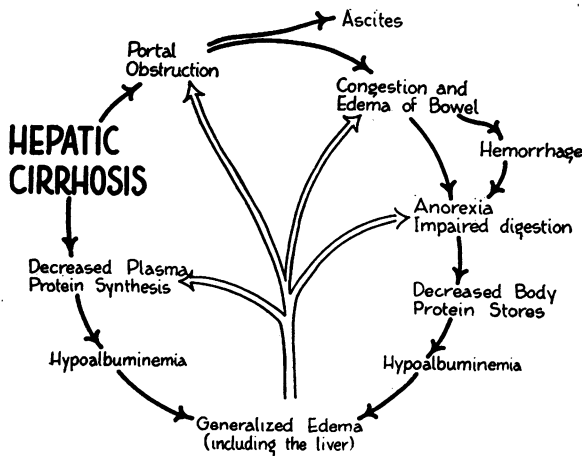 Ascites
Portal
Obstruction
Congestion and
Edema of Bowel
HEPATIC
CIRRHOSIS
Hemorrhage
Anorexia
Impaired digestion
Decreased Plasma
Protein Synthesis
Decreased Body
Protein Stores
Hypoalbuminemia
Hypoalbuminemia
Generalized Edema
(including the liver)